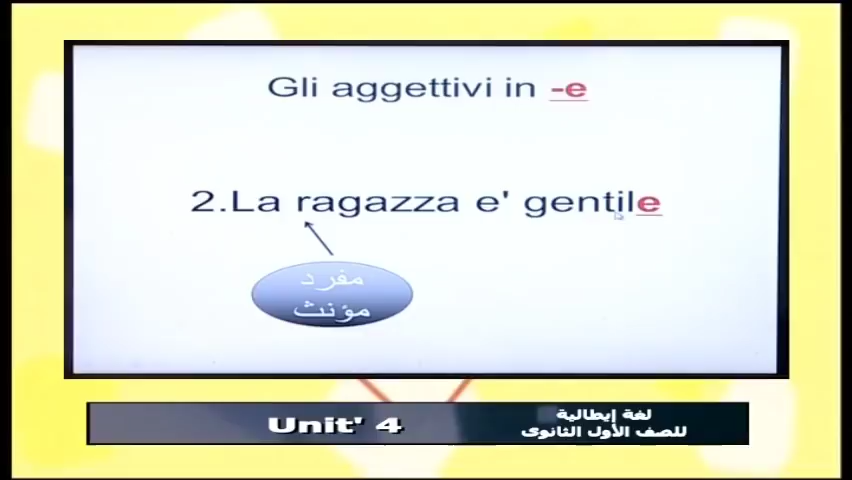 Gli aggettivi in -e
2.La ragazza e' gentile
مفرد
مؤنث
Unit' 4
لغة إيطالية
للصف الأول الثانوى